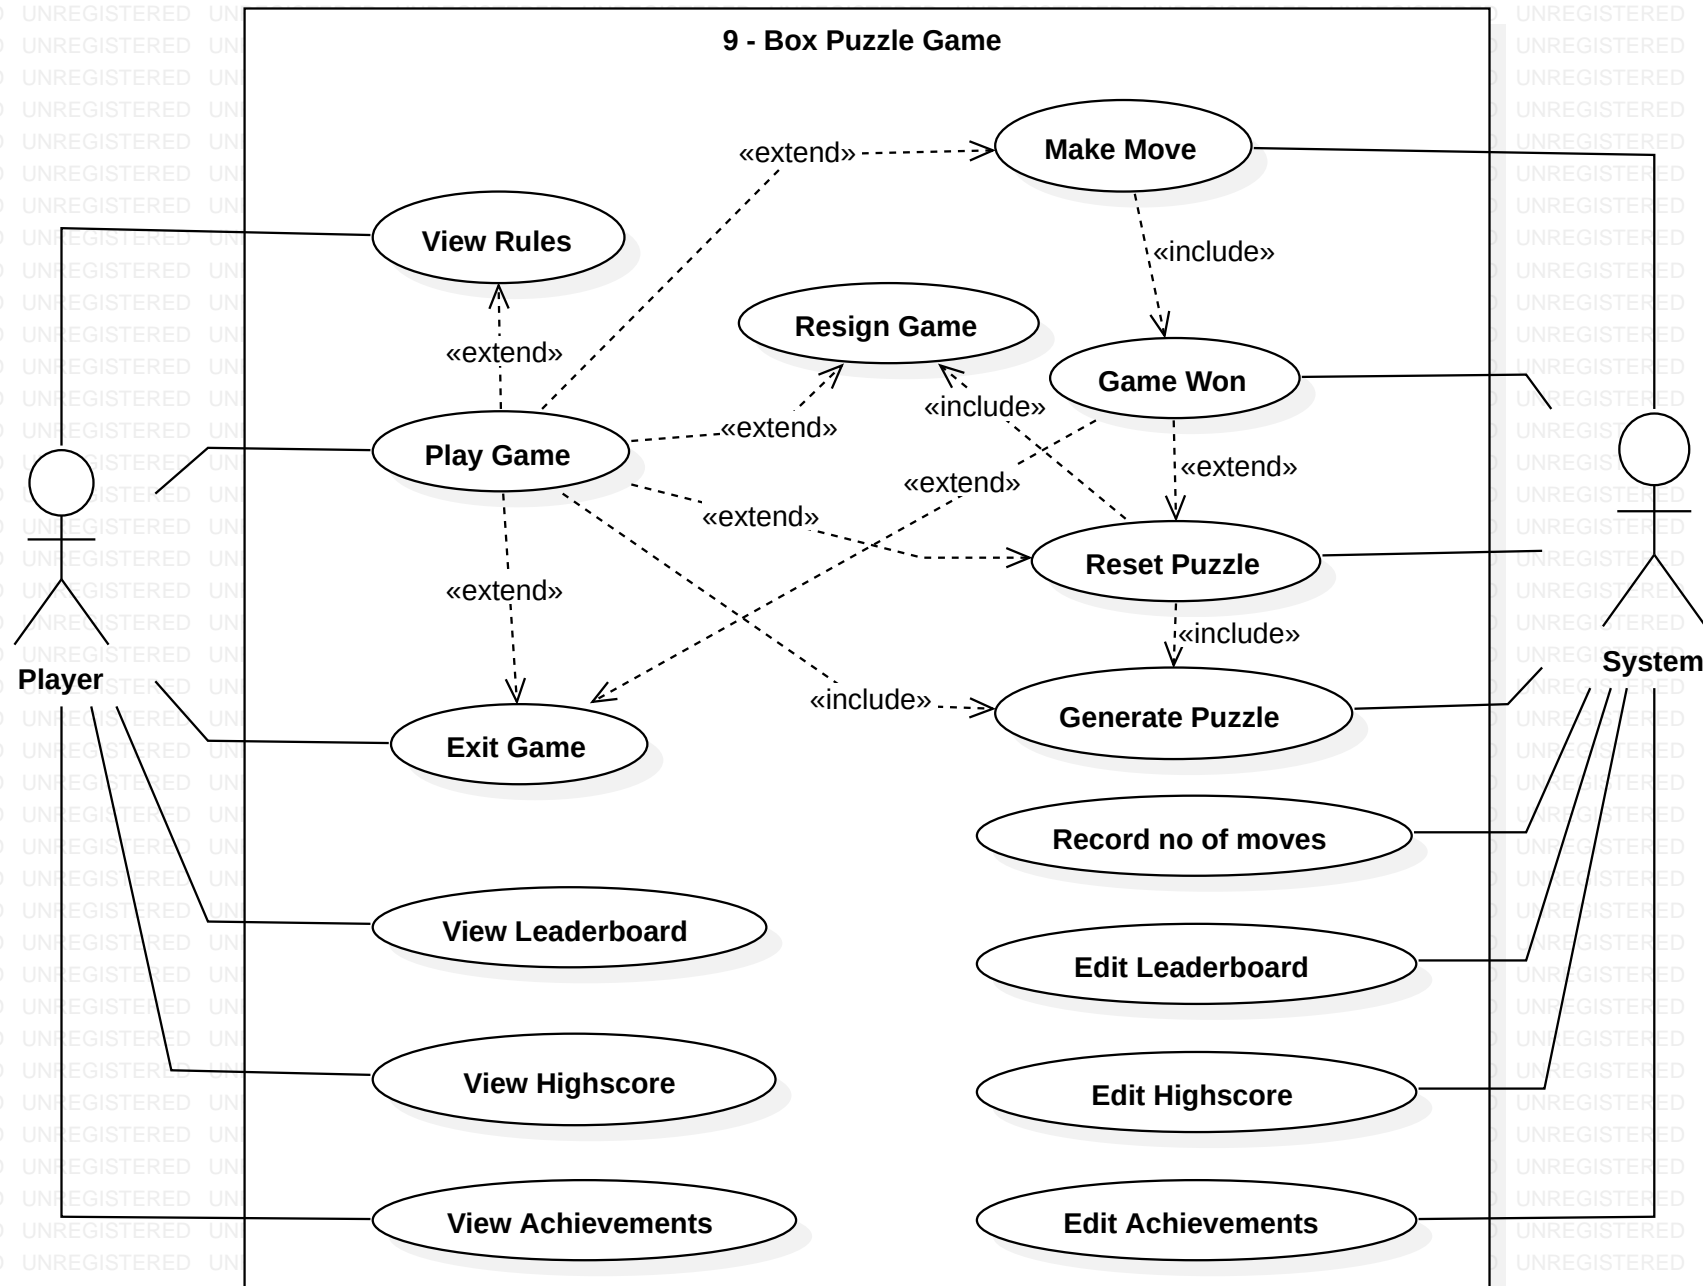 9 - Box Puzzle Game
Make Move
«extend»
View Rules
«include»
Resign Game
«extend»
Game Won
«include»
«extend»
Play Game
«extend»
«extend»
«extend»
Reset Puzzle
«extend»
«include»
System
Player
«include»
Generate Puzzle
Exit Game
Record no of moves
View Leaderboard
Edit Leaderboard
View Highscore
Edit Highscore
View Achievements
Edit Achievements
UNREGISTERED